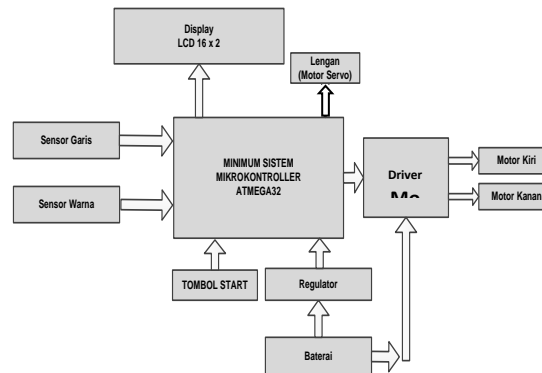 Display
LCD 16 x 2
Lengan
(Motor Servo)
Sensor Garis
MINIMUM SISTEM
MIKROKONTROLLER
ATMEGA32
Driver
Motor Kiri
Sensor Warna
Motor Kanan
TOMBOL START
Regulator
Baterai